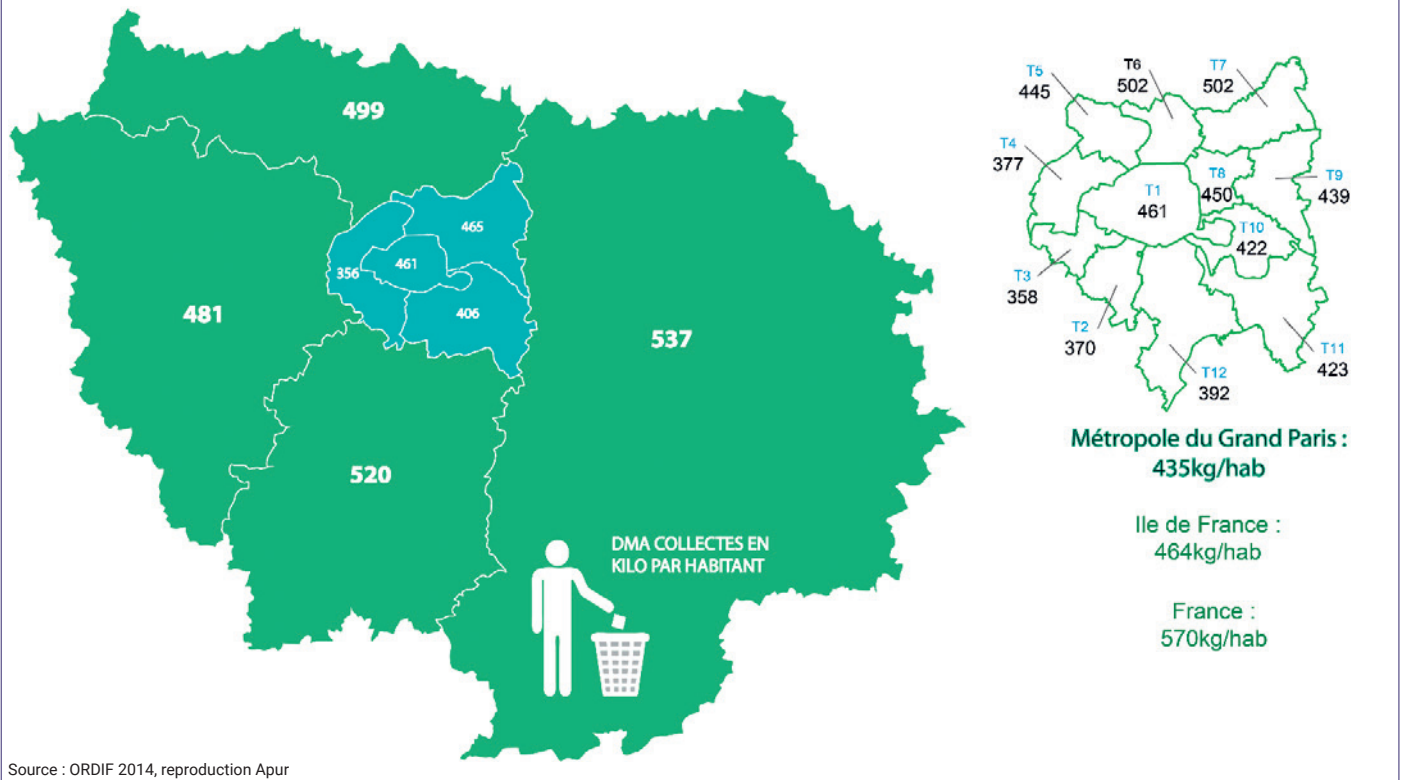 499
465
461
356
406
481
537
520
DMA COLLECTES EN
KILO PAR HABITANT
T5
445
T6
502
T7
502
T4
377
T8
450
T9
439
T1
461
T10
422
T3
358
T2
370
T11
423
T12
392
Métropole du Grand Paris :
435kg/hab
Ile de France :
464kg/hab
France :
570kg/hab
Source : ORDIF 2014, reproduction Apur